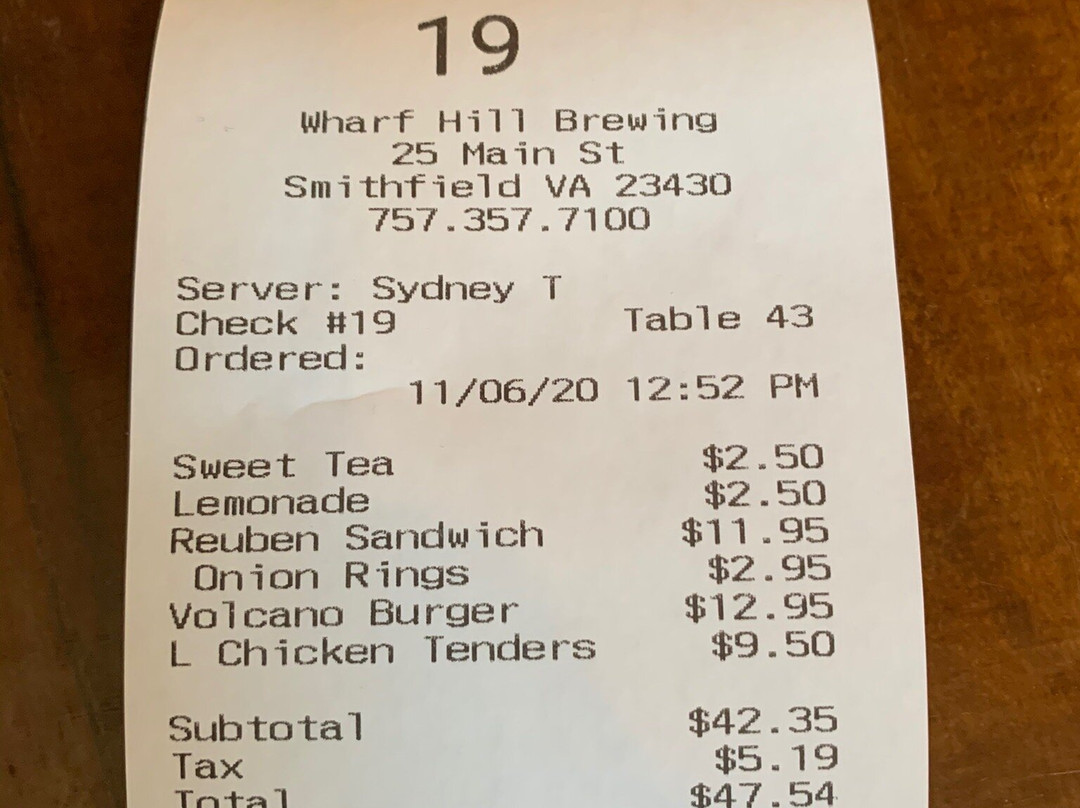 19
Wharf Hill Brewing
25 Main St
Smithfield VA 23430
757.357.7100
Server: Sydney T
Check #19 Table 43
Ordered:
11/06/20 12:52 PM
Sweet Tea $2.50
Lemonade $2.50
Reuben Sandwich $11.95
Onion Rings $2.95
Volcano Burger $12.95
L Chicken Tenders $9.50
Subtotal $42.35
Tax $5.19
Total $47.54